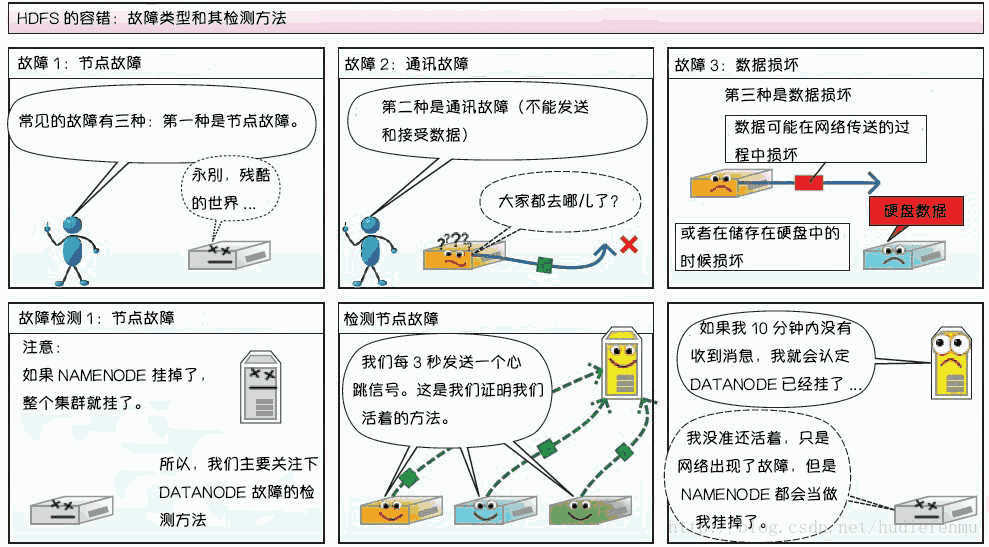 HDFS 的容错：故障类型和其检测方法
故障 1：节点故障
常见的故障有三种：第一种是节点故障。
永别，残酷
的世界 ...
故障 2：通讯故障
第二种是通讯故障（不能发送
和接受数据）
大家都去哪儿了？
????
故障 3：数据损坏
第三种是数据损坏
数据可能在网络传送的过
程中损坏
硬盘数据
或者在储存在硬盘中的
时候损坏
故障检测 1：节点故障
注意：
如果 NAMENODE 挂掉了，
整个集群就挂了。
所以，我们主要关注下
DATANODE 故障的检
测方法
检测节点故障
我们每 3 秒发送一个心
跳信号。这是我们证明我们
活着的方法。
如果我 10 分钟内没有
收到消息，我就会认定
DATANODE 已经挂了 ...
我没准还活着，只是
网络出现了故障，但是
NAMENODE 都会当做
我挂掉了。
http://blog.csdn.net/hudiefenmu